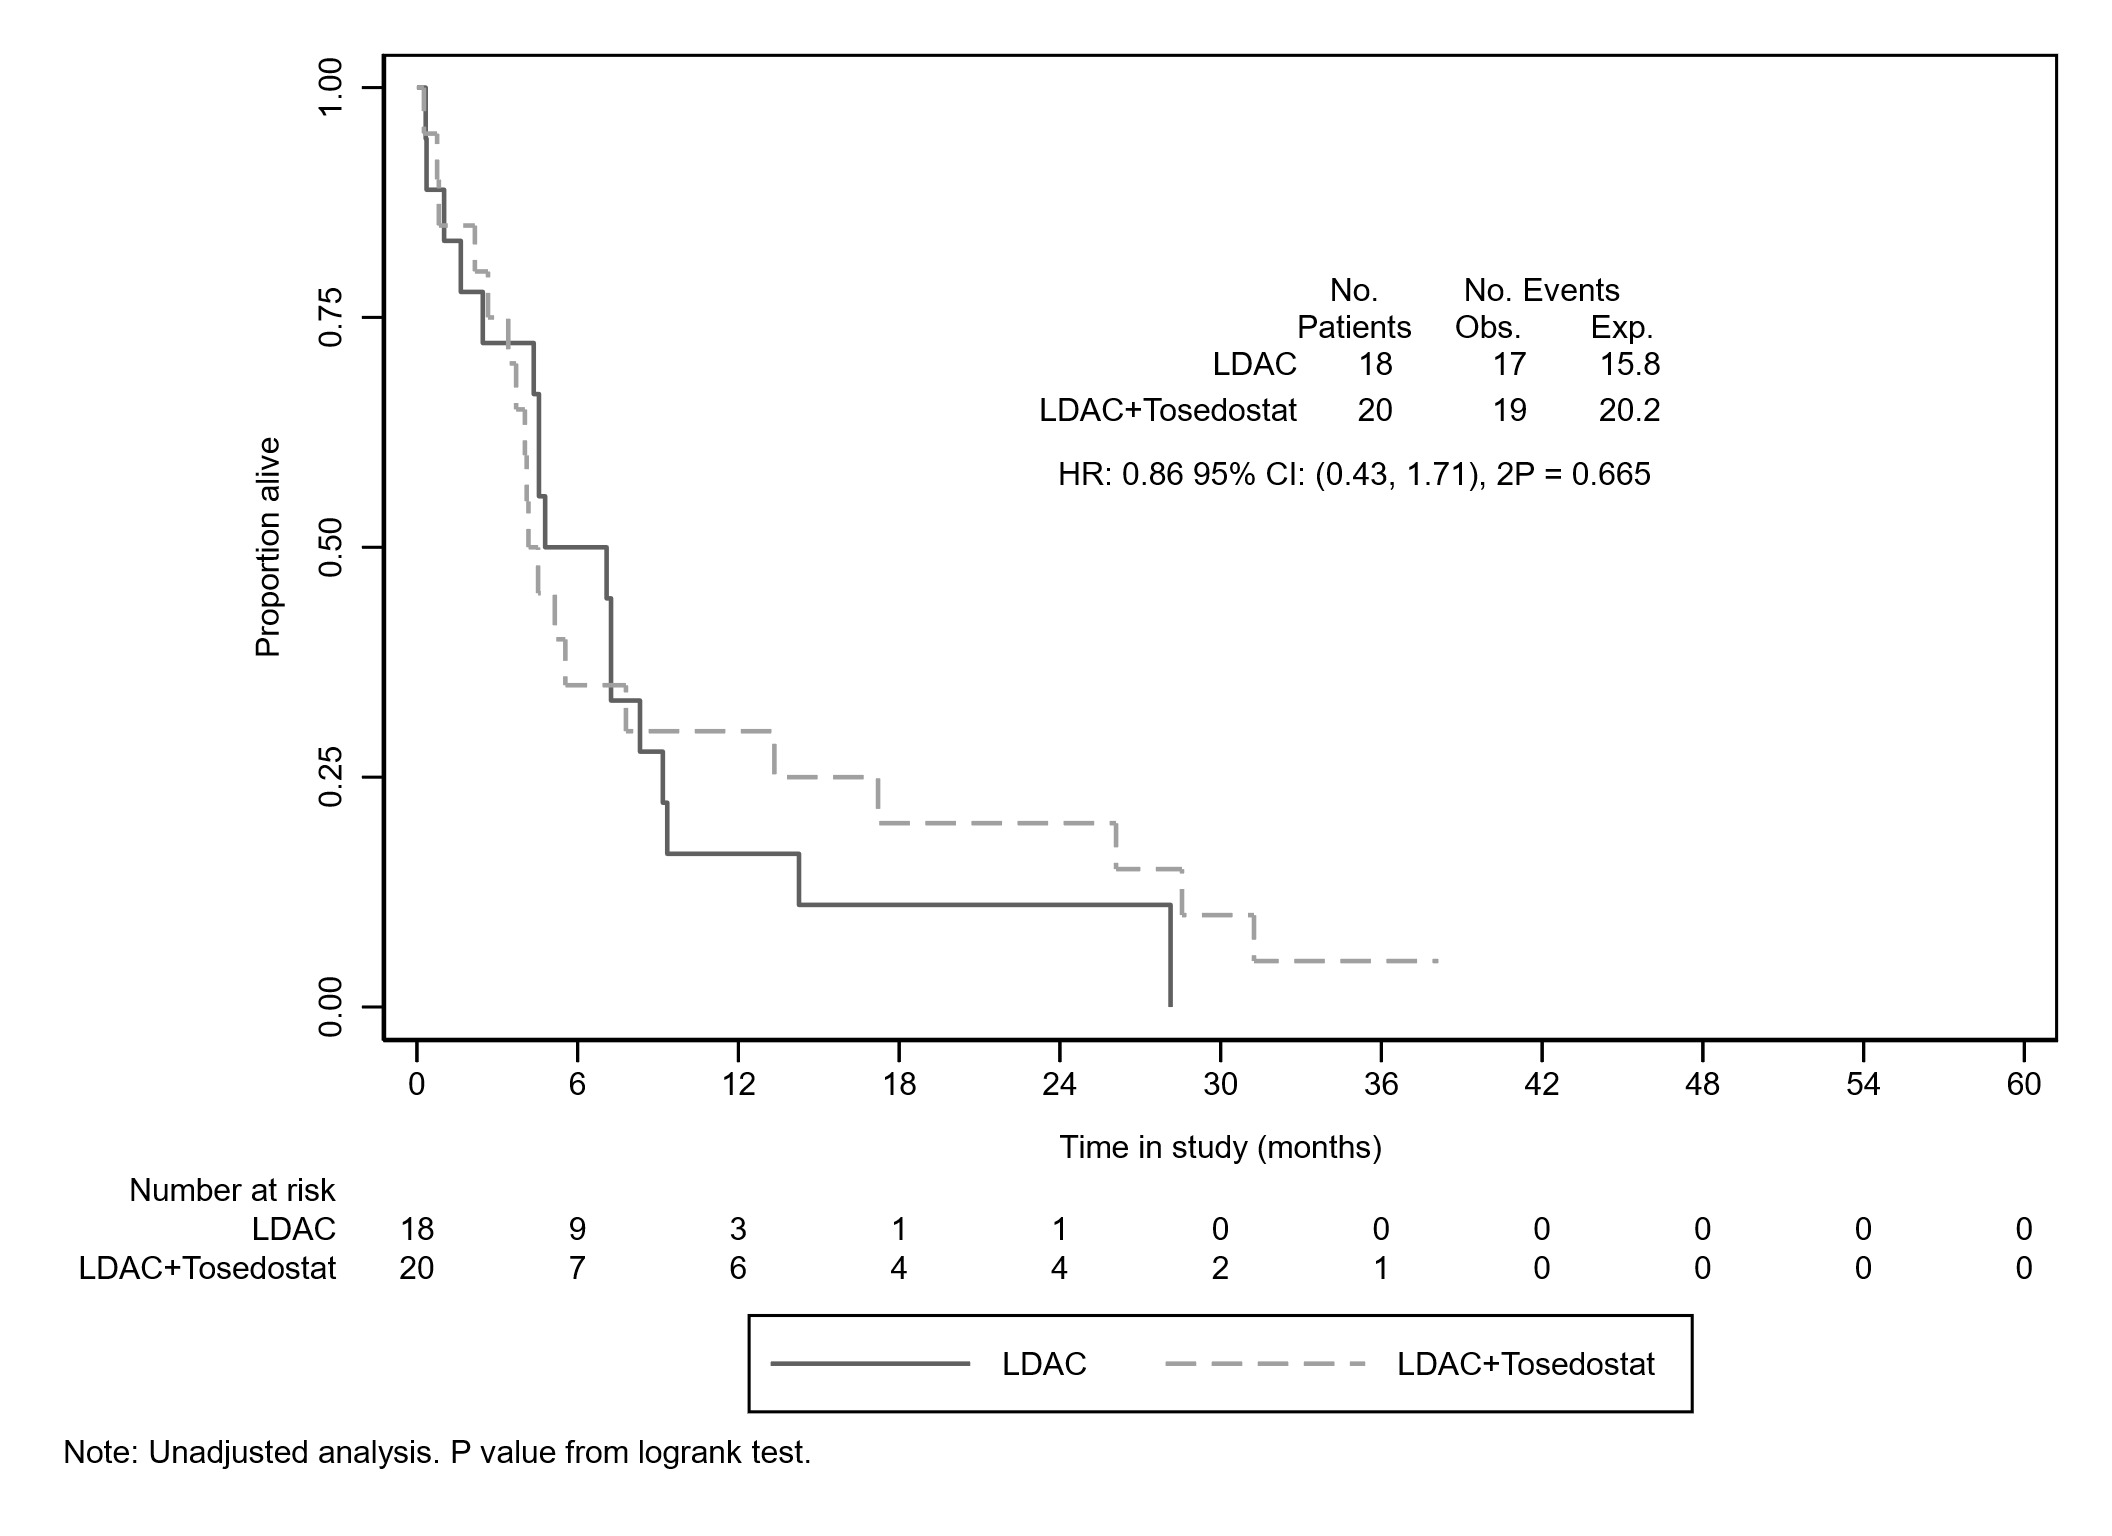 1.00
0.75
0.50
0.25
0.00
Proportion alive
No. No. Events
Patients Obs. Exp.
LDAC 18 17 15.8
LDAC+Tosedostat 20 19 20.2
HR: 0.86 95% CI: (0.43, 1.71), 2P = 0.665
0 6 12 18 24 30 36 42 48 54 60
Time in study (months)
Number at risk
LDAC 18 9 3 1 1 0 0 0 0 0 0
LDAC+Tosedostat 20 7 6 4 4 2 1 0 0 0 0
LDAC LDAC+Tosedostat
Note: Unadjusted analysis. P value from logrank test.